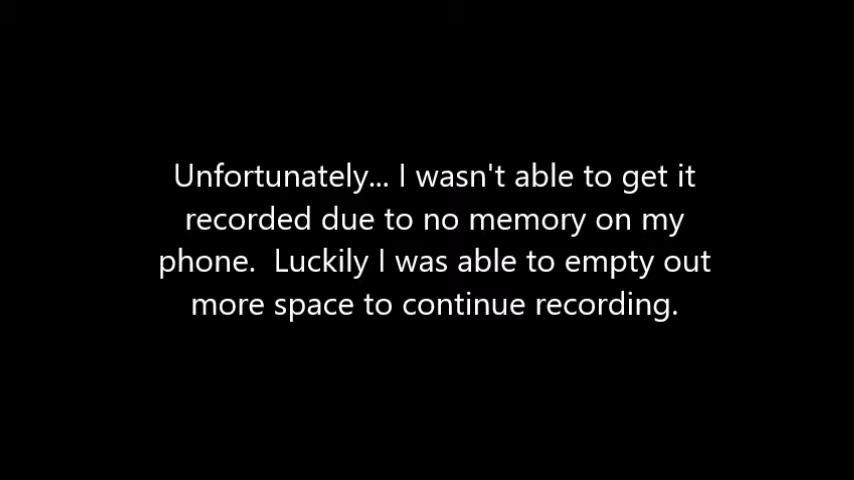 Unfortunately... I wasn't able to get it
recorded due to no memory on my
phone.  Luckily I was able to empty out
more space to continue recording.